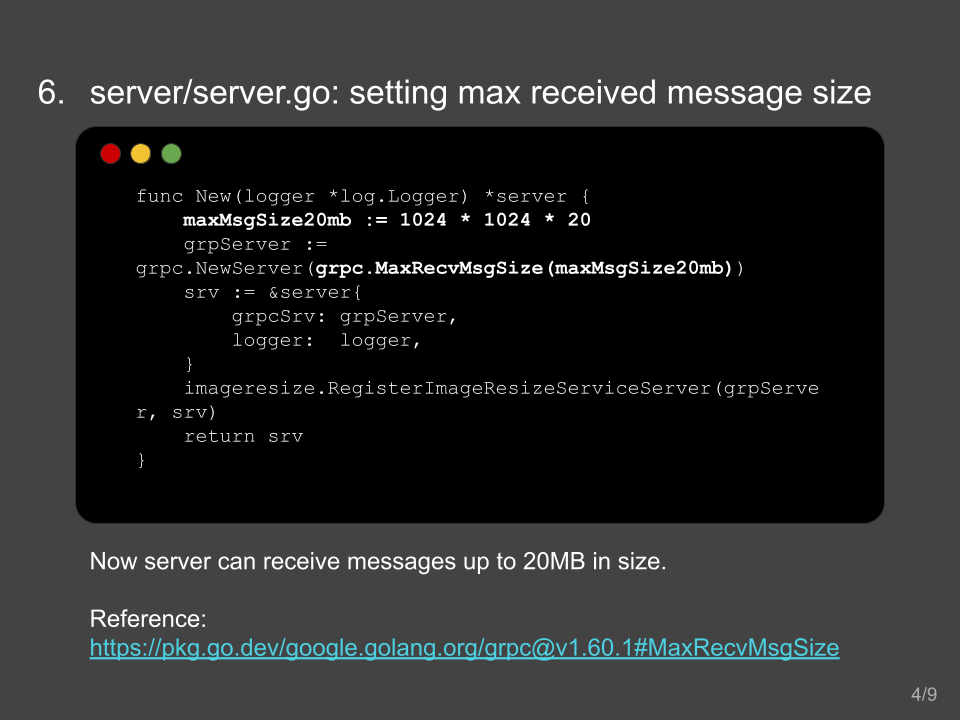 6. server/server.go: setting max received message size
func New(logger *log.Logger) *server {
    maxMsgSize20mb := 1024 * 1024 * 20
    grpServer :=
grpc.NewServer(grpc.MaxRecvMsgSize(maxMsgSize20mb))
    srv := &server{
        grpcSrv: grpServer,
        logger:  logger,
    }
    imageresize.RegisterImageResizeServiceServer(grpServe
r, srv)
    return srv
}
Now server can receive messages up to 20MB in size.
Reference:
https://pkg.go.dev/google.golang.org/grpc@v1.60.1#MaxRecvMsgSize
4/9